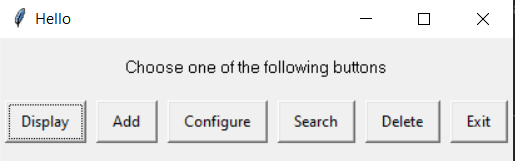 Hello
Choose one of the following buttons
Display Add Configure Search Delete Exit